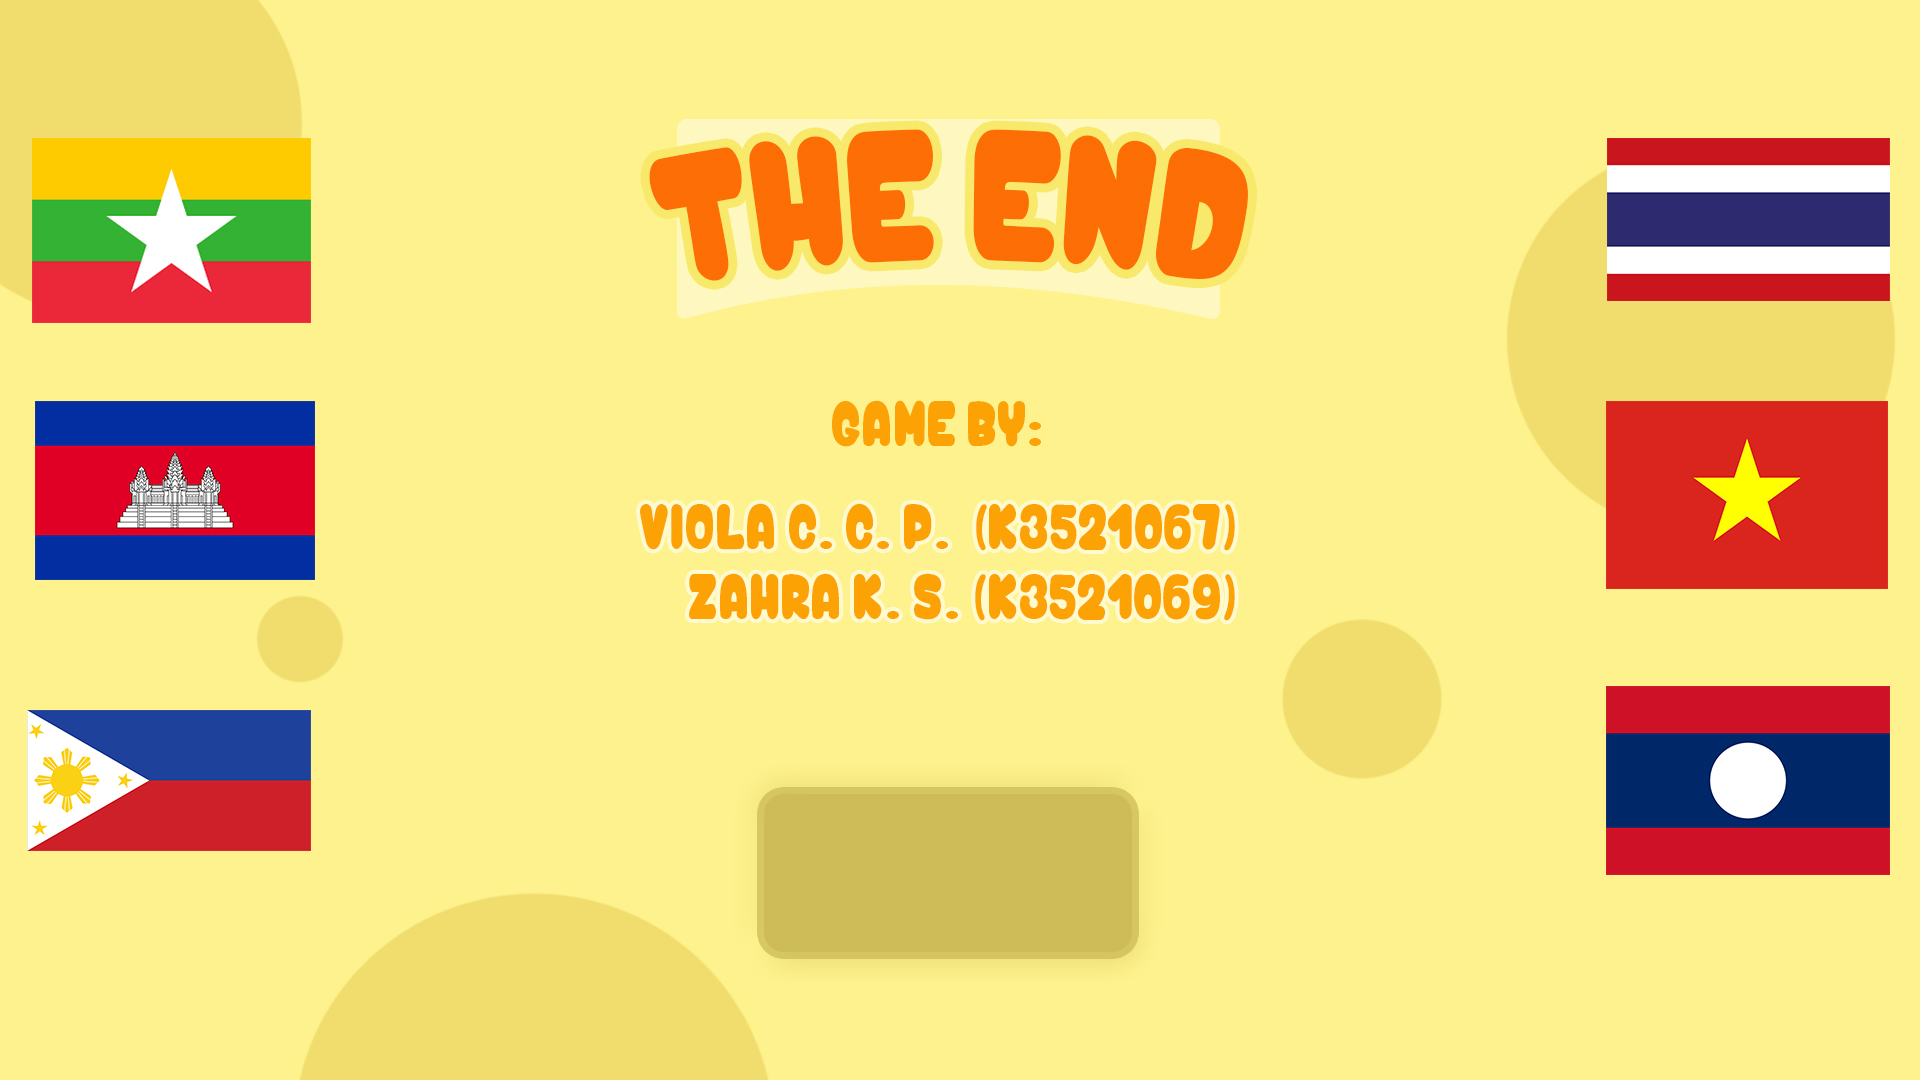 THE END
GAME BY:
VIOLA C. C. P. (K3521067)
ZAHRA K. S. (K3521069)